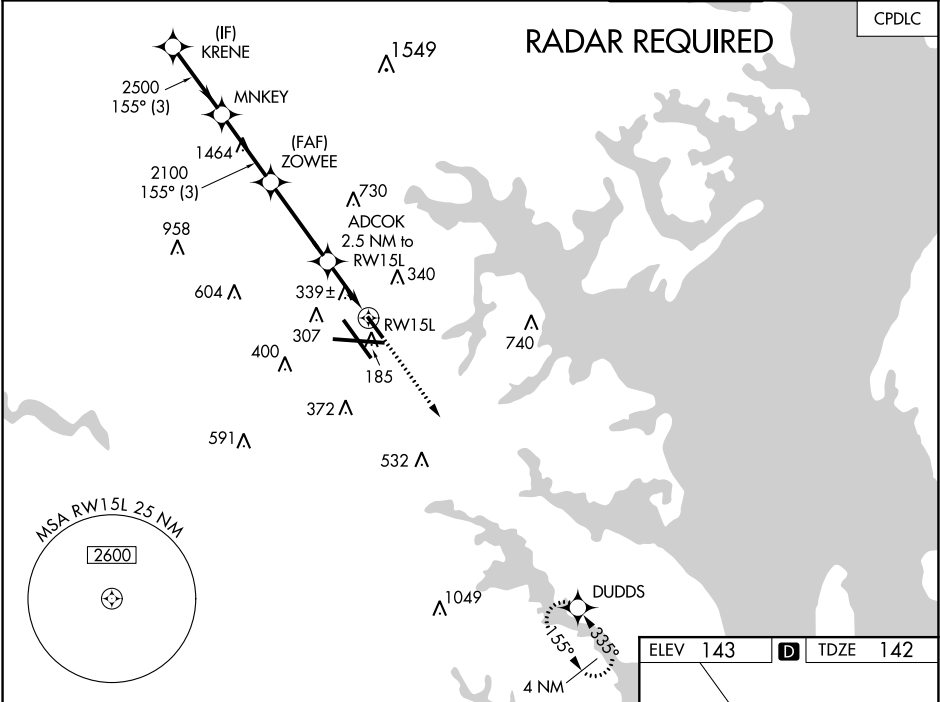 CPDLC
RADAR REQUIRED
(IF)
KRENE
1549
2500
155° (3)
MNKEY
1464
(FAF)
ZOWEE
2100
155° (3)
730
958
ADCOK
2.5 NM to
RW15L
340
604
339±
307
RW15L
740
400
185
372
591
532
MSA RW15L 25 NM
2600
1049
DUDDS
155°
335°
4 NM
ELEV 143 D TDZE 142